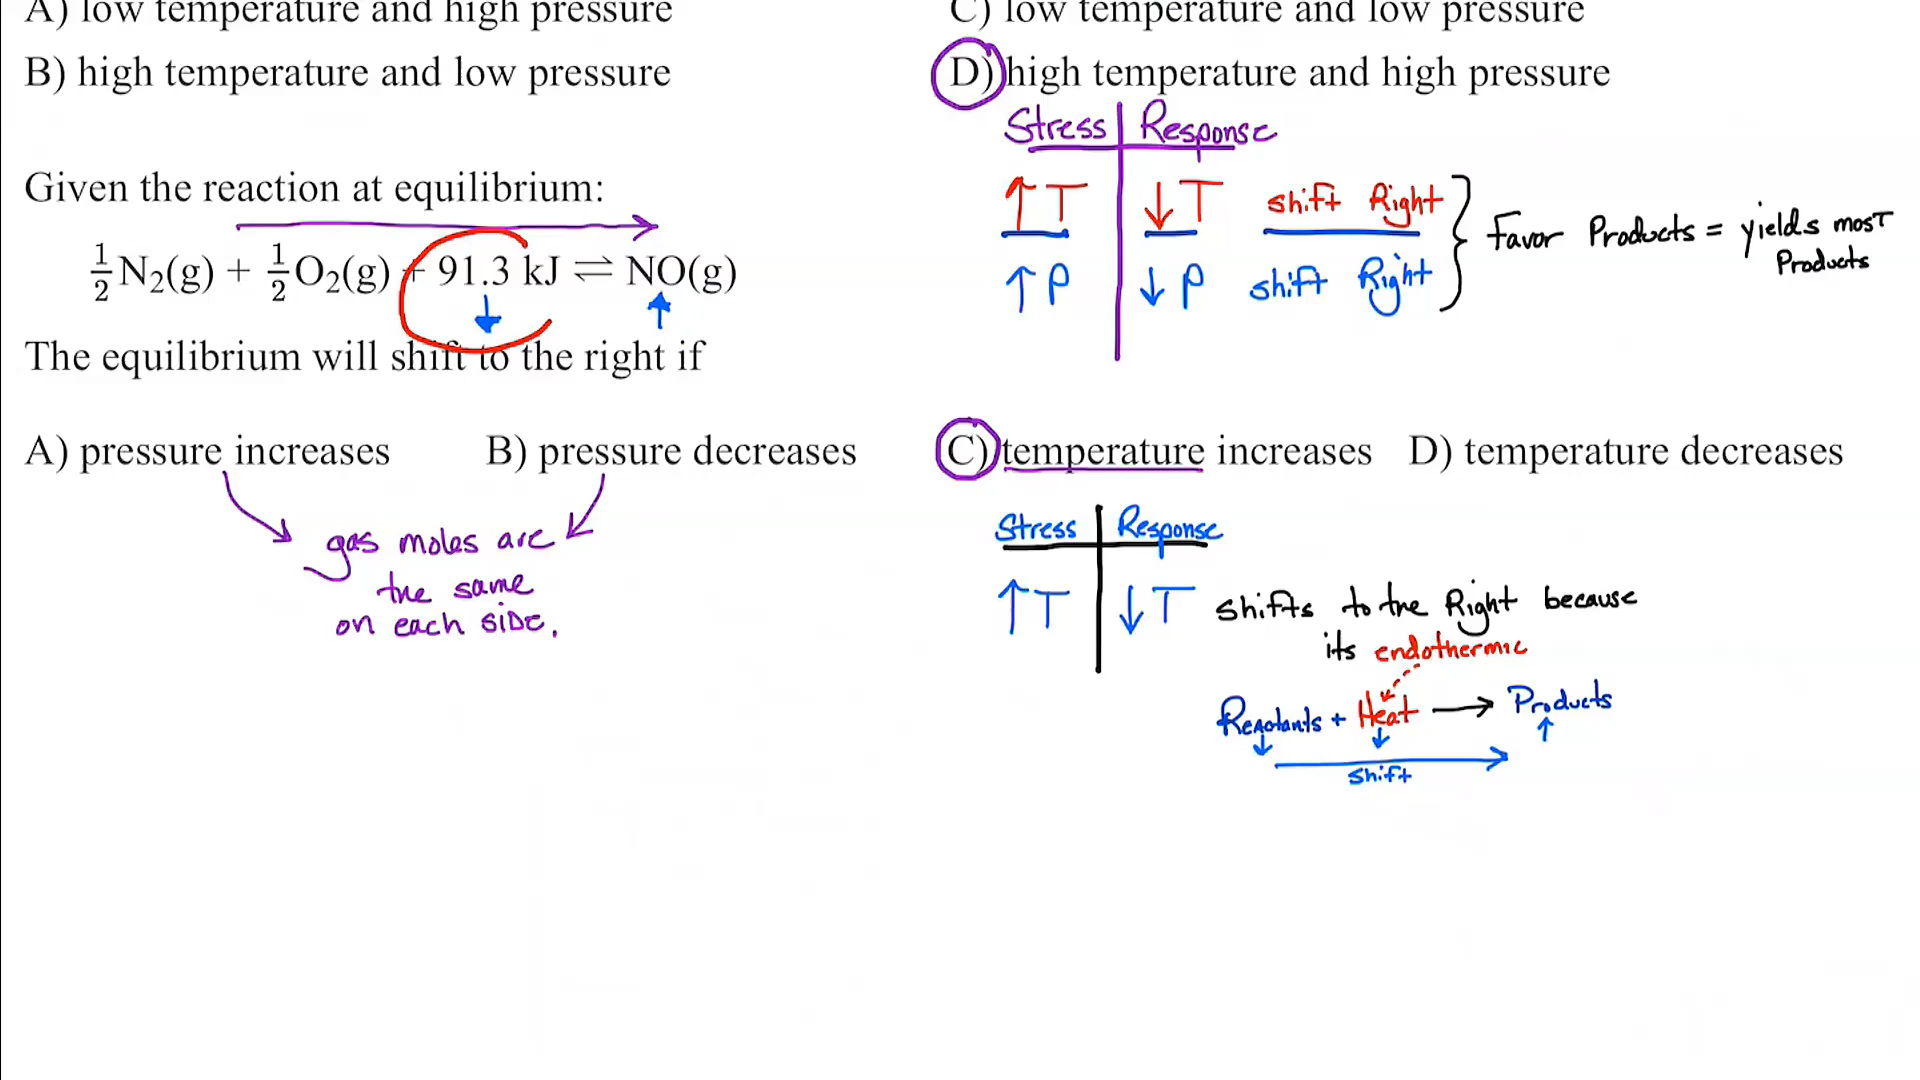 A) low temperature and high pressure
C) low temperature and low pressure
B) high temperature and low pressure
D) high temperature and high pressure
Stress | Response
↑T ↓T shift Right
↑P ↓P shift Right
Favor Products = yields most
Products
Given the reaction at equilibrium:
½N₂(g) + ½O₂(g) + 91.3 kJ ⇌ NO(g)
The equilibrium will shift to the right if
A) pressure increases
B) pressure decreases
C) temperature increases
D) temperature decreases
gas moles are
the same
on each side.
Stress | Response
↑T ↓T shifts to the Right because
its endothermic
Reactants + Heat → Products
shift